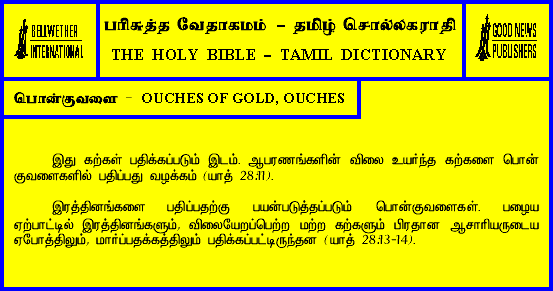 BELLWETHER
INTERNATIONAL
பரிசுத்த வேதாகமம் – தமிழ் சொல்லகராதி
THE HOLY BIBLE – TAMIL DICTIONARY
GOOD NEWS
PUBLISHERS
பொன்குவளை – OUCHES OF GOLD, OUCHES
இது கற்கள் பதிக்கப்படும் இடம். ஆபரணங்களின் விலை உயர்ந்த கற்களை பொன்
குவளைகளில் பதிப்பது வழக்கம் (யாத் 28:11).
இரத்தினங்களை பதிப்பதற்கு பயன்படுத்தப்படும் பொன்குவளைகள். பழைய
ஏற்பாட்டில் இரத்தினங்களும், விலையேறப்பெற்ற மற்ற கற்களும் பிரதான ஆசாரியருடைய
ஏபோத்திலும், மார்ப்பதக்கத்திலும் பதிக்கப்பட்டிருந்தன (யாத் 28:13-14).